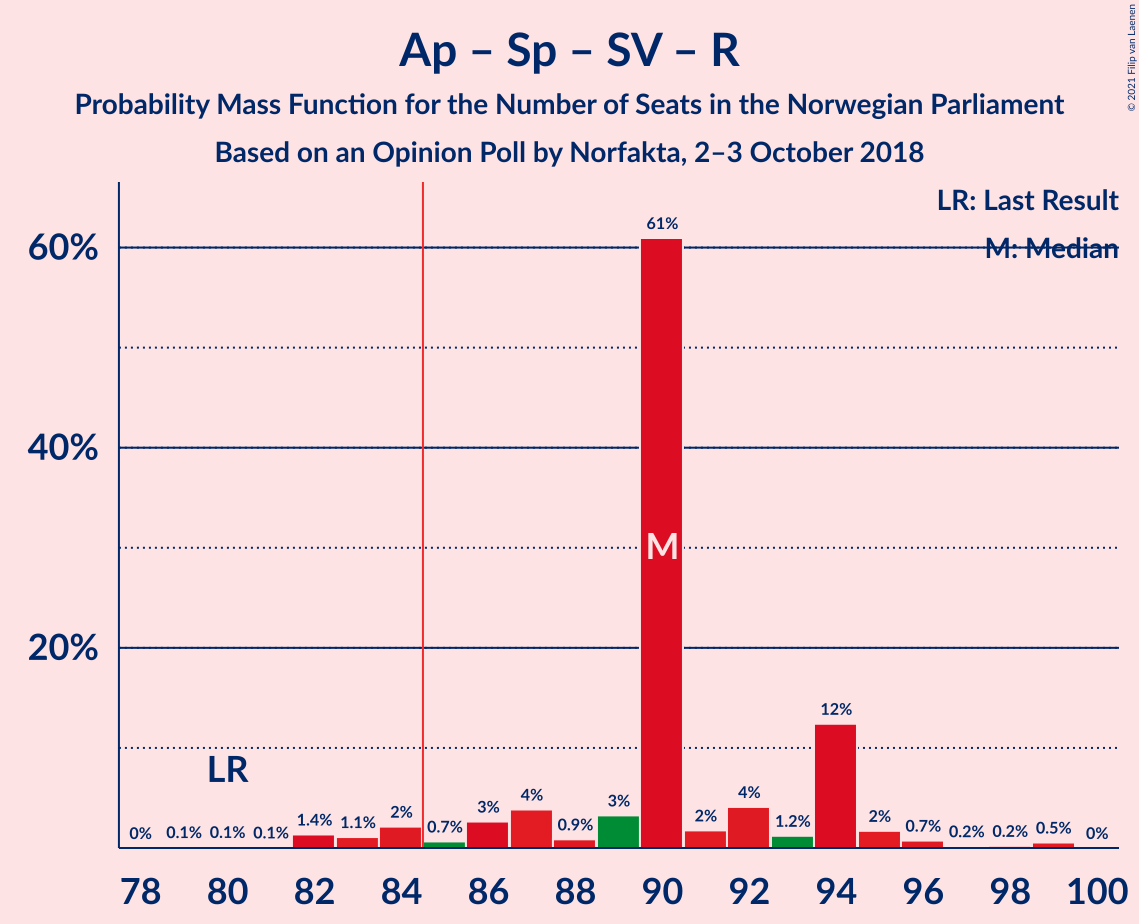 Ap – Sp – SV – R
Probability Mass Function for the Number of Seats in the Norwegian Parliament
Based on an Opinion Poll by Norfakta, 2–3 October 2018
© 2021 Filip van Laenen
LR: Last Result
M: Median
60%
40%
20%
61%
M
12%
LR
0% 0.1% 0.1% 0.1% 1.4% 1.1% 2% 0.7% 3% 4% 0.9% 3% 2% 4% 1.2% 2% 0.7% 0.2% 0.2% 0.5% 0%
78 80 82 84 86 88 90 92 94 96 98 100